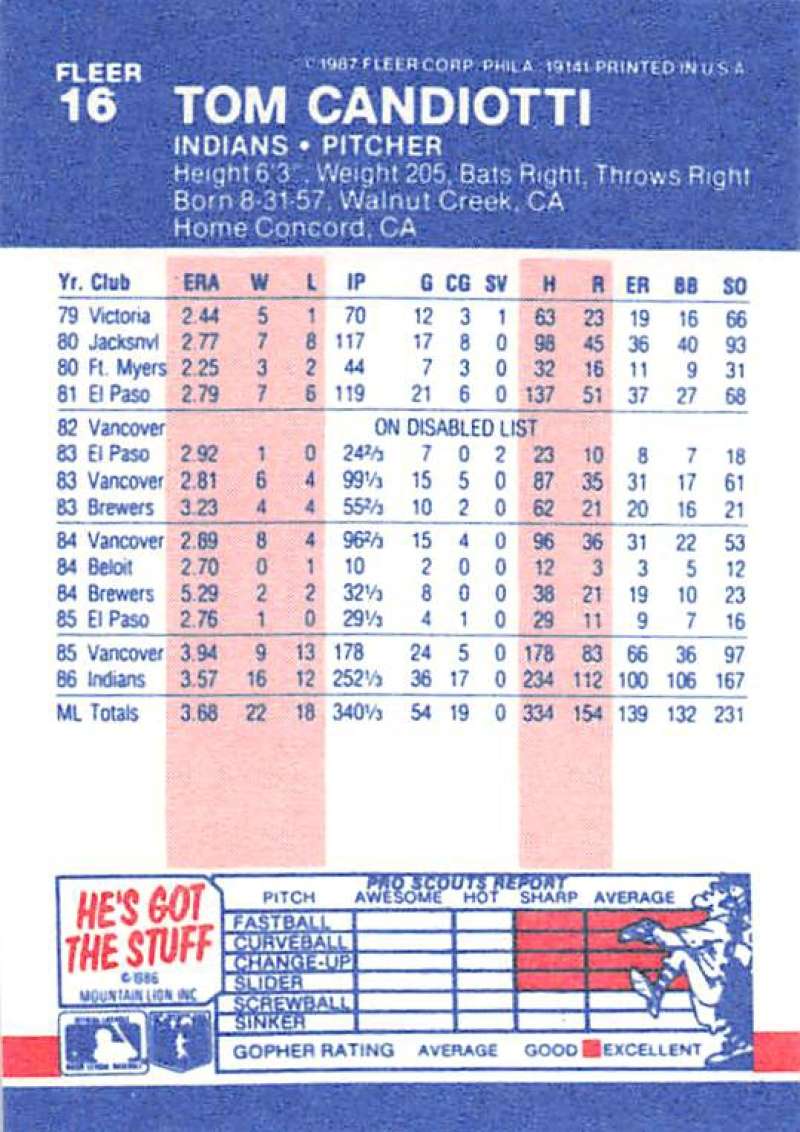 © 1987 FLEER CORP. PHILA. 19141 PRINTED IN U S A
FLEER
16
TOM CANDIOTTI
INDIANS • PITCHER
Height 6'3", Weight 205, Bats Right, Throws Right
Born 8-31-57, Walnut Creek, CA
Home Concord, CA
Yr. Club ERA W L IP G CG SV H R ER BB SO
79 Victoria 2.44 5 1 70 12 3 1 63 23 19 16 66
80 Jacksnvl 2.77 7 8 117 17 8 0 98 45 36 40 93
80 Ft. Myers 2.25 3 2 44 7 3 0 32 16 11 9 31
81 El Paso 2.79 7 6 119 21 6 0 137 51 37 27 68
82 Vancover ON DISABLED LIST
83 El Paso 2.92 1 0 24⅔ 7 0 2 23 10 8 7 18
83 Vancover 2.81 6 4 99⅓ 15 5 0 87 35 31 17 61
83 Brewers 3.23 4 4 55⅔ 10 2 0 62 21 20 16 21
84 Vancover 2.89 8 4 96⅔ 15 4 0 96 36 31 22 53
84 Beloit 2.70 0 1 10 2 0 0 12 3 3 5 12
84 Brewers 5.29 2 2 32⅓ 8 0 0 38 21 19 10 23
85 El Paso 2.76 1 0 29⅓ 4 1 0 29 11 9 7 16
85 Vancover 3.94 9 13 178 24 5 0 178 83 66 36 97
86 Indians 3.57 16 12 252⅓ 36 17 0 234 112 100 106 167
ML Totals 3.68 22 18 340⅓ 54 19 0 334 154 139 132 231
HE'S GOT
THE STUFF
© 1986
MOUNTAIN LION INC
PRO SCOUTS REPORT
PITCH AWESOME HOT SHARP AVERAGE
FASTBALL
CURVEBALL
CHANGE-UP
SLIDER
SCREWBALL
SINKER
GOPHER RATING AVERAGE GOOD EXCELLENT